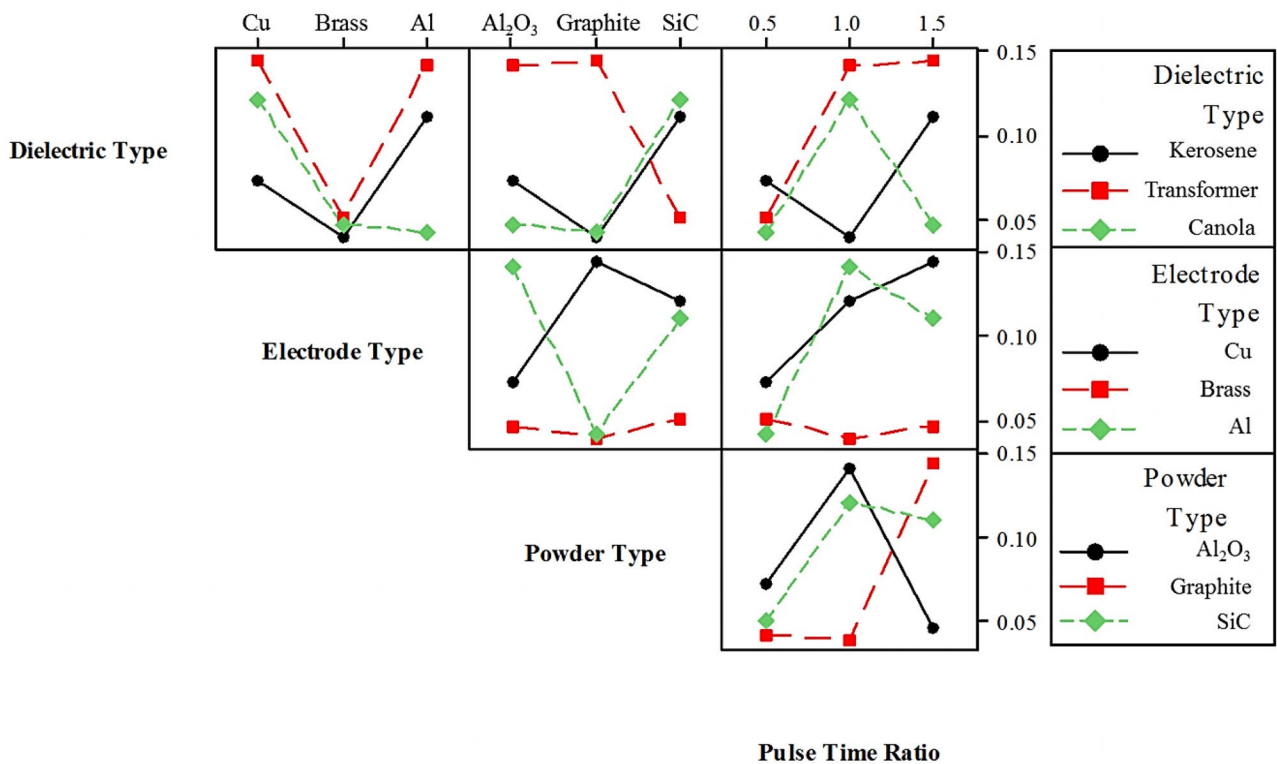 Cu Brass Al Al₂O₃ Graphite SiC 0.5 1.0 1.5
0.15
0.10
0.05
Dielectric Type
Dielectric
Type
Kerosene
Transformer
Canola
0.15
0.10
0.05
Electrode Type
Electrode
Type
Cu
Brass
Al
0.15
0.10
0.05
Powder Type
Powder
Type
Al₂O₃
Graphite
SiC
Pulse Time Ratio